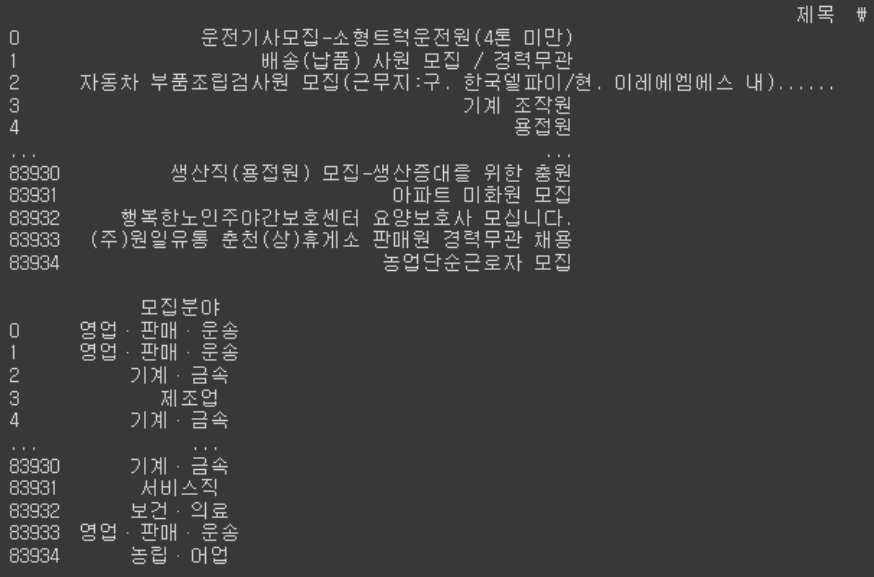 제목 ₩
0 운전기사모집-소형트럭운전원(4톤 미만)
1 배송(납품) 사원 모집 / 경력무관
2 자동차 부품조립검사원 모집(근무지:구. 한국델파이/현. 이레에엠에스 내)......
3 기계 조작원
4 용접원
... ...
83930 생산직(용접원) 모집-생산증대를 위한 충원
83931 아파트 미화원 모집
83932 행복한노인주야간보호센터 요양보호사 모십니다.
83933 (주)원일유통 춘천(상)휴게소 판매원 경력무관 채용
83934 농업단순근로자 모집
모집분야
0 영업·판매·운송
1 영업·판매·운송
2 기계·금속
3 제조업
4 기계·금속
... ...
83930 기계·금속
83931 서비스직
83932 보건·의료
83933 영업·판매·운송
83934 농림·어업